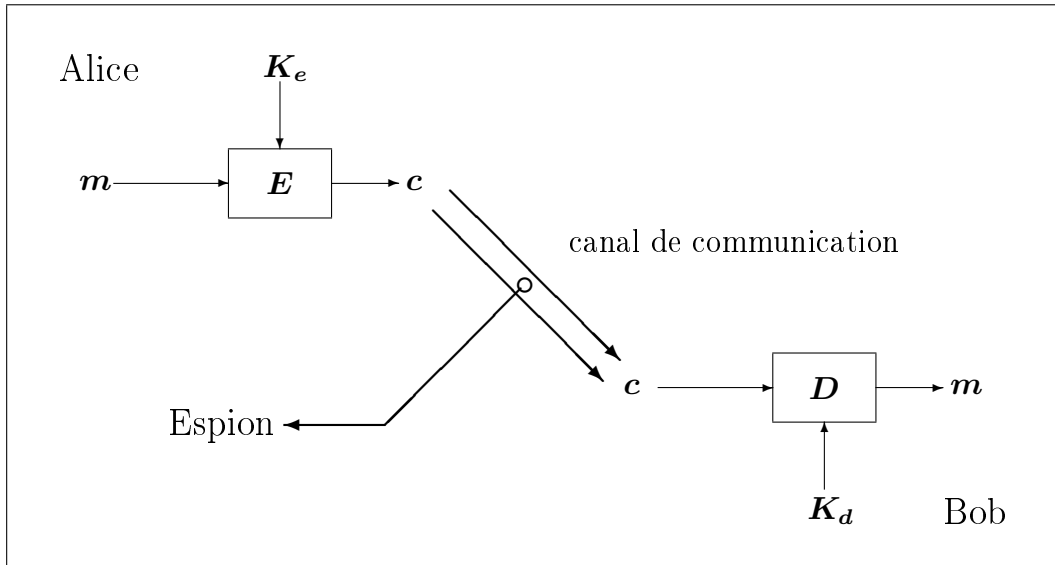 Alice
K_e
m
E
c
canal de communication
c
D
m
Espion
K_d
Bob